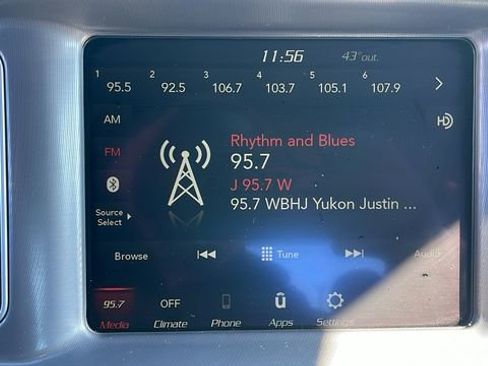 11:56 43°out.
1 2 3 4 5 6
95.5 92.5 106.7 103.7 105.1 107.9
AM
HD
FM
Rhythm and Blues
95.7
J 95.7 W
95.7 WBHJ Yukon Justin ...
Source
Select
Browse Tune Audio
95.7 OFF
Media Climate Phone Apps Settings